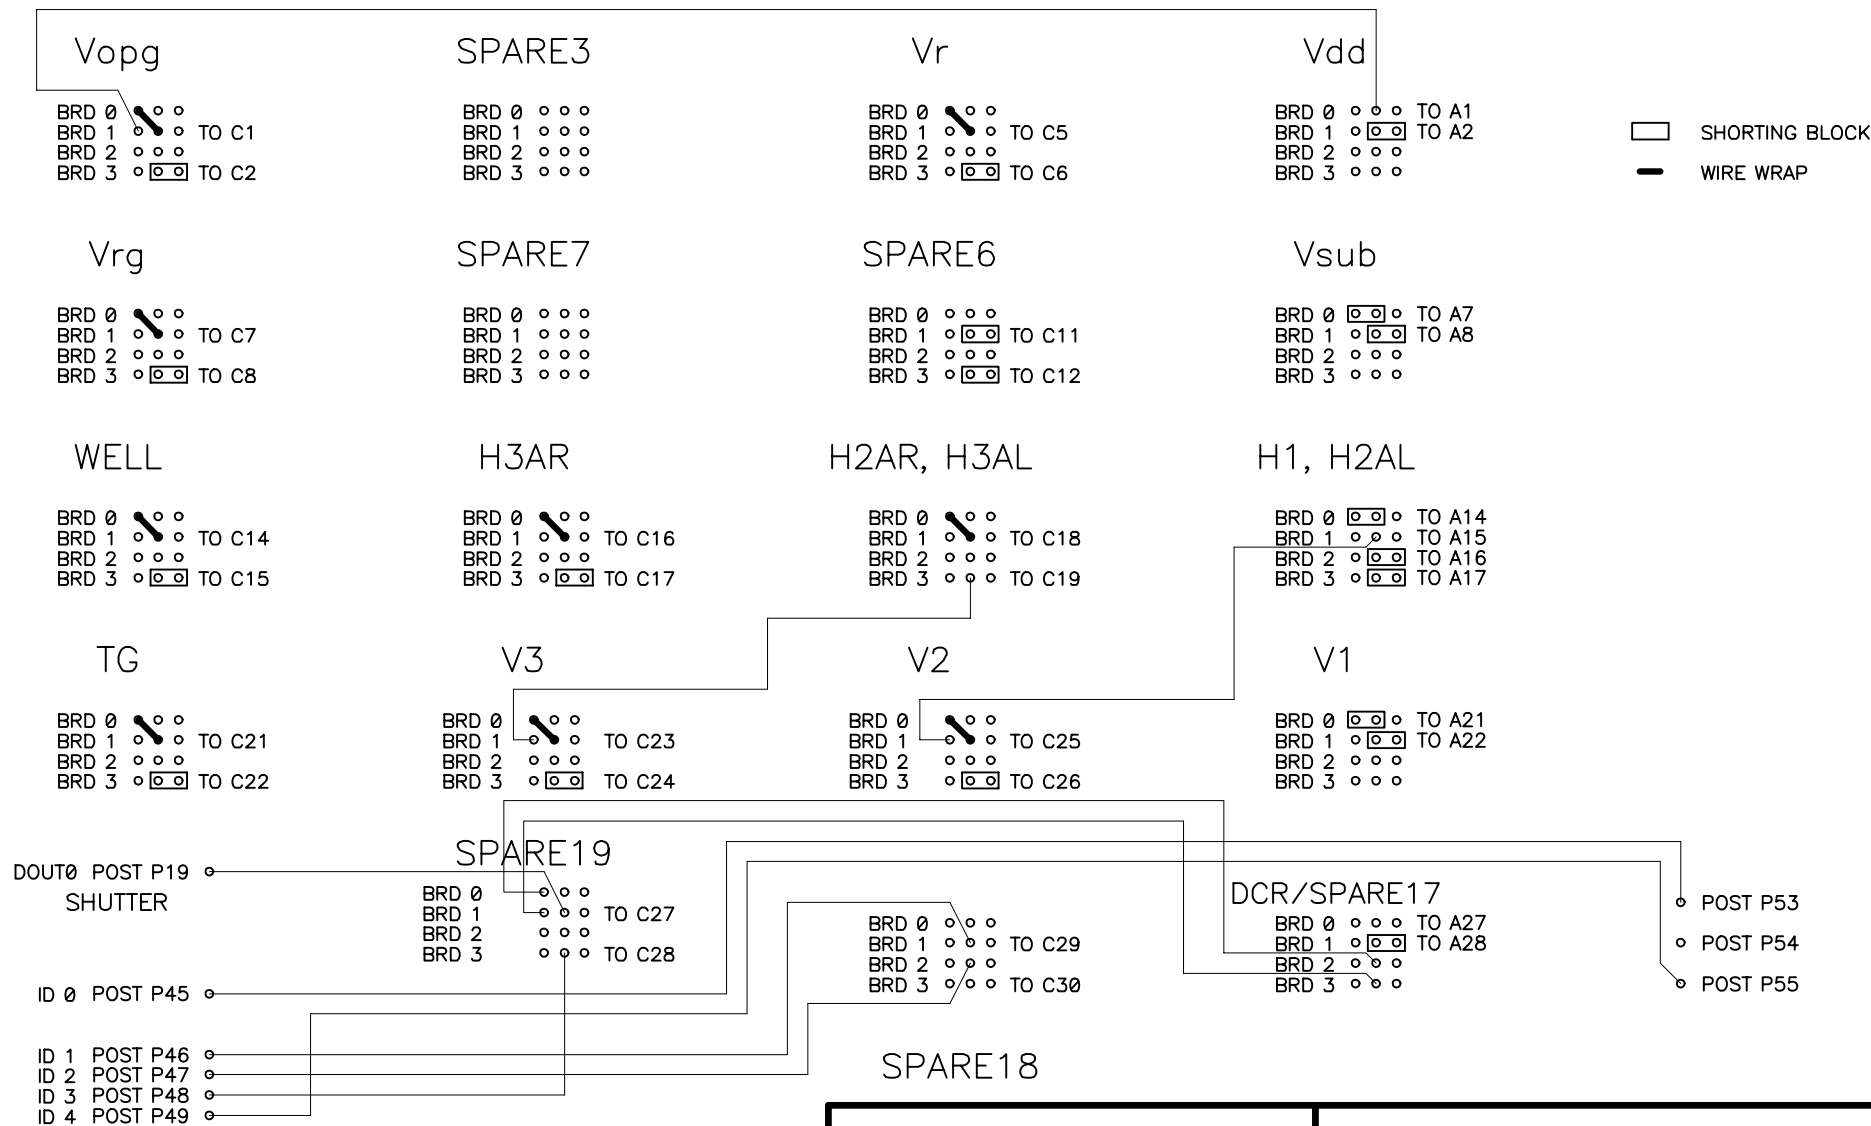 Vopg SPARE3 Vr Vdd
BRD 0 BRD 0 BRD 0 BRD 0 TO A1
BRD 1 TO C1 BRD 1 BRD 1 TO C5 BRD 1 TO A2 SHORTING BLOCK
BRD 2 BRD 2 BRD 2 BRD 2
BRD 3 TO C2 BRD 3 BRD 3 TO C6 BRD 3 WIRE WRAP
Vrg SPARE7 SPARE6 Vsub
BRD 0 BRD 0 BRD 0 BRD 0 TO A7
BRD 1 TO C7 BRD 1 BRD 1 TO C11 BRD 1 TO A8
BRD 2 BRD 2 BRD 2 BRD 2
BRD 3 TO C8 BRD 3 BRD 3 TO C12 BRD 3
WELL H3AR H2AR, H3AL H1, H2AL
BRD 0 BRD 0 BRD 0 BRD 0 TO A14
BRD 1 TO C14 BRD 1 TO C16 BRD 1 TO C18 BRD 1 TO A15
BRD 2 BRD 2 BRD 2 BRD 2 TO A16
BRD 3 TO C15 BRD 3 TO C17 BRD 3 TO C19 BRD 3 TO A17
TG V3 V2 V1
BRD 0 BRD 0 BRD 0 BRD 0 TO A21
BRD 1 TO C21 BRD 1 TO C23 BRD 1 TO C25 BRD 1 TO A22
BRD 2 BRD 2 BRD 2 BRD 2
BRD 3 TO C22 BRD 3 TO C24 BRD 3 TO C26 BRD 3
SPARE19
DOUT0 POST P19
SHUTTER
BRD 0
BRD 1 TO C27
BRD 2
BRD 3 TO C28
DCR/SPARE17
BRD 0 BRD 0 TO A27
BRD 1 TO C29 BRD 1 TO A28
BRD 2 BRD 2
BRD 3 TO C30 BRD 3
POST P53
POST P54
POST P55
ID 0 POST P45
ID 1 POST P46
ID 2 POST P47
ID 3 POST P48
ID 4 POST P49
SPARE18